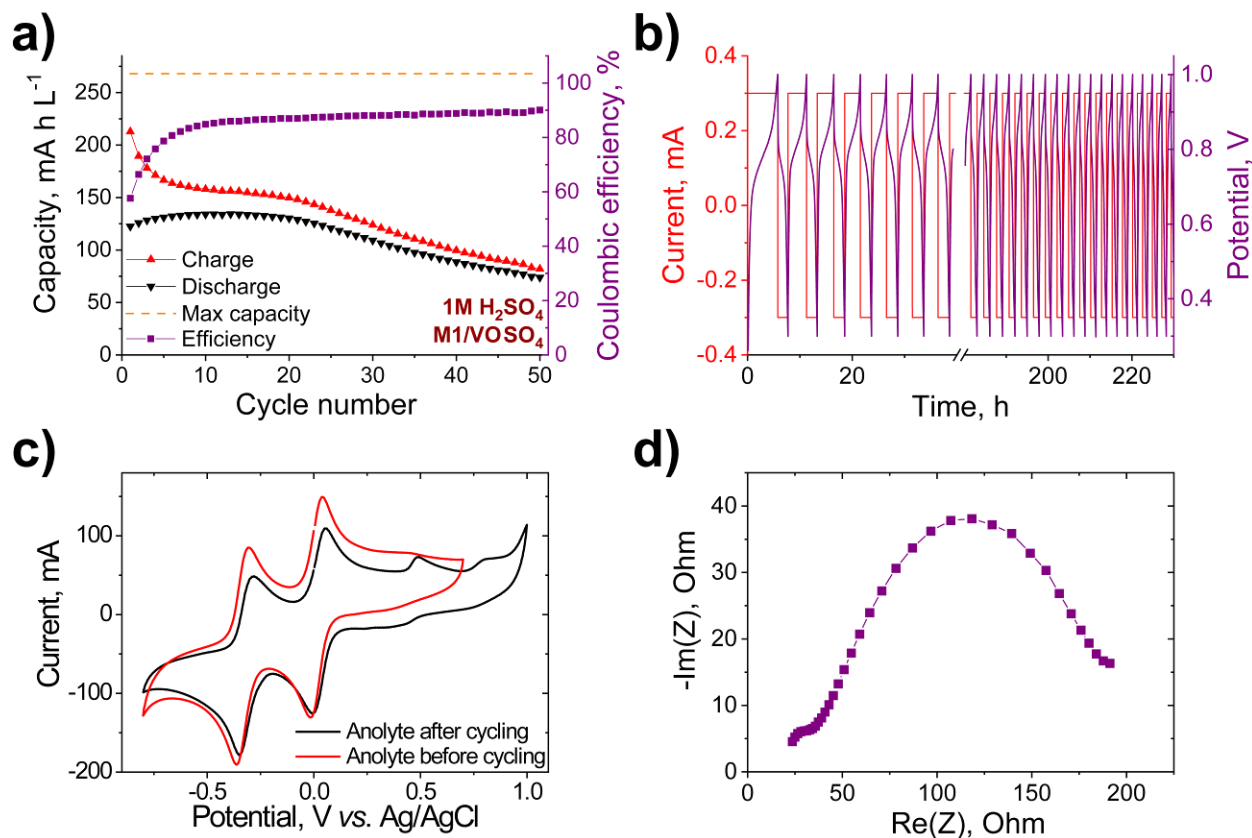 a)
Capacity, mA h L⁻¹
250
200
150
100
75
50
0
100
80
60
40
20
0
Coulombic efficiency, %
Charge
Discharge
Max capacity
Efficiency
1M H₂SO₄
M1/VOSO₄
0 10 20 30 40 50
Cycle number
b)
Current, mA
0.4
0.2
0.0
-0.2
-0.4
1.0
0.8
0.6
0.4
Potential, V
0 20 200 220
Time, h
c)
Current, mA
100
0
-100
-200
Anolyte after cycling
Anolyte before cycling
-0.5 0.0 0.5 1.0
Potential, V vs. Ag/AgCl
d)
-Im(Z), Ohm
50
40
30
20
10
0
0 50 100 150 200
Re(Z), Ohm